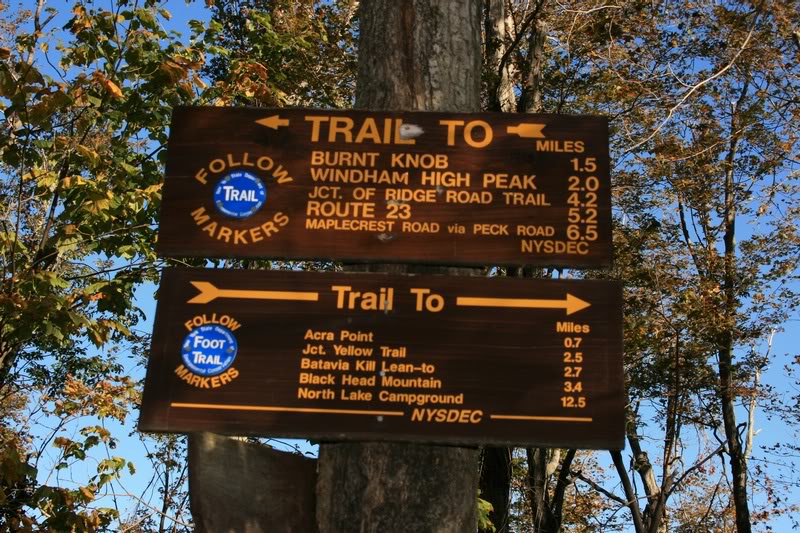 TRAIL TO
MILES
BURNT KNOB 1.5
WINDHAM HIGH PEAK 2.0
JCT. OF RIDGE ROAD TRAIL 4.2
ROUTE 23 5.2
MAPLECREST ROAD via PECK ROAD 6.5
NYSDEC
FOLLOW
TRAIL
MARKERS
Trail To
Miles
Acra Point 0.7
Jct. Yellow Trail 2.5
Batavia Kill Lean-to 2.7
Black Head Mountain 3.4
North Lake Campground 12.5
NYSDEC
FOLLOW
FOOT
TRAIL
MARKERS